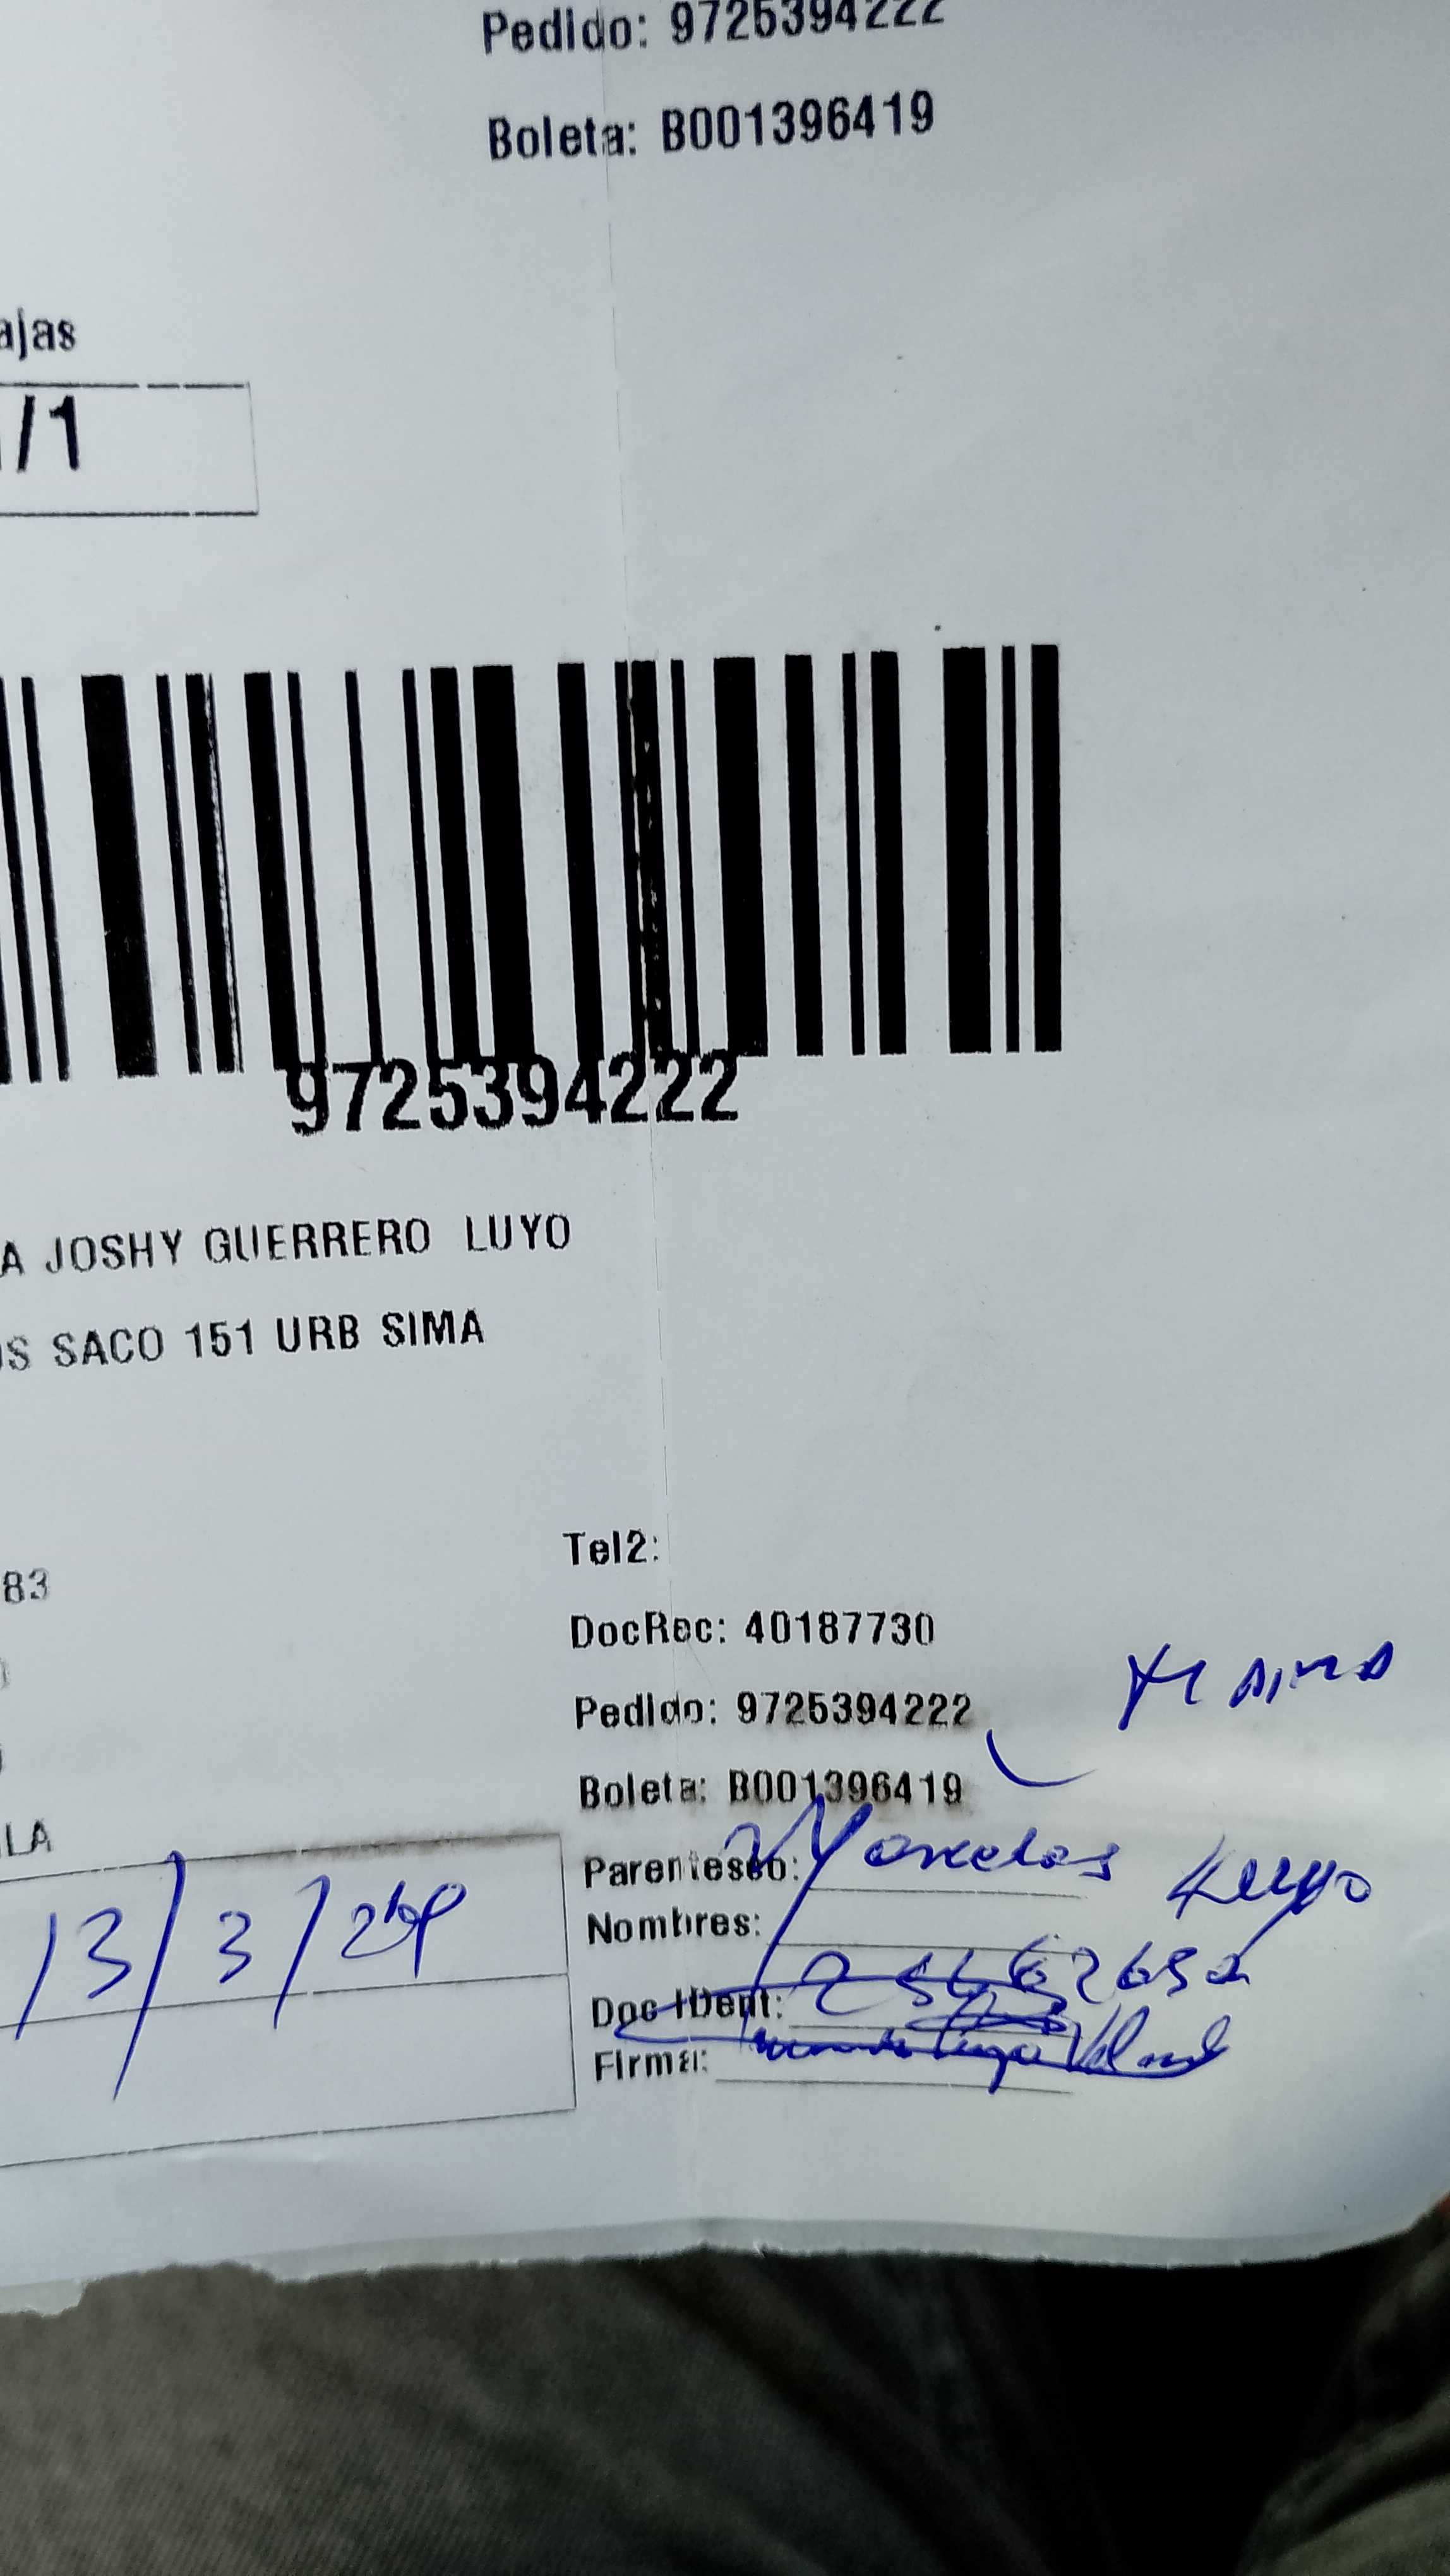 Pedido: 9725394222
Boleta: B001396419
ajas
/1
9725394222
A JOSHY GUERRERO LUYO
OS SACO 151 URB SIMA
Tel2:
83
DocRec: 40187730
Pedido: 9725394222
Boleta: B001396419
LA
Parentesco:
13/3/
Nombres:
Doc IDent:
Firma: